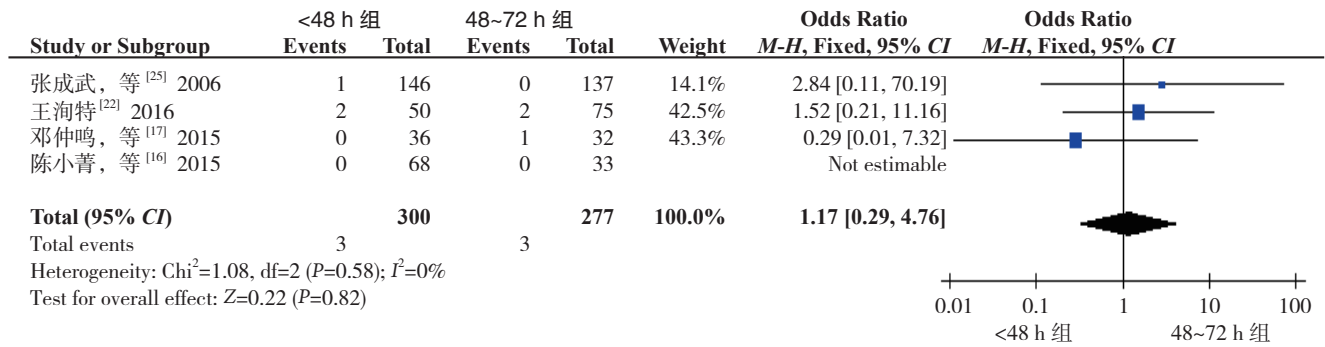 <48 h 组 48~72 h 组 Odds Ratio Odds Ratio
Study or Subgroup Events Total Events Total Weight M-H, Fixed, 95% CI M-H, Fixed, 95% CI
张成武，等 [25] 2006 1 146 0 137 14.1% 2.84 [0.11, 70.19]
王洵特 [22] 2016 2 50 2 75 42.5% 1.52 [0.21, 11.16]
邓仲鸣，等 [17] 2015 0 36 1 32 43.3% 0.29 [0.01, 7.32]
陈小菁，等 [16] 2015 0 68 0 33 Not estimable
Total (95% CI) 300 277 100.0% 1.17 [0.29, 4.76]
Total events 3 3
Heterogeneity: Chi²=1.08, df=2 (P=0.58); I²=0%
Test for overall effect: Z=0.22 (P=0.82)
0.01 0.1 1 10 100
<48 h 组 48~72 h 组